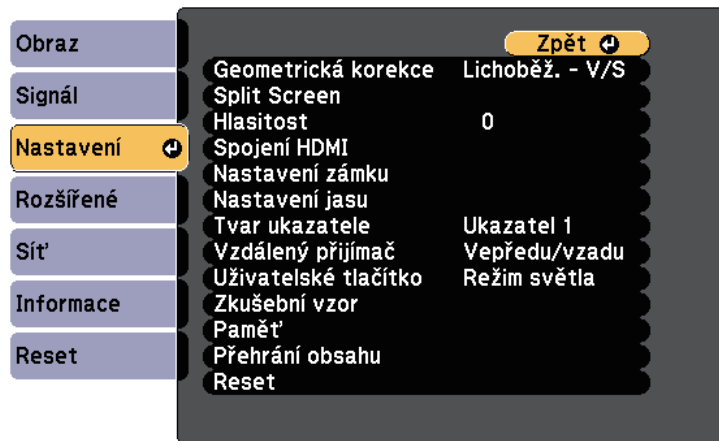 Obraz
Signál
Nastavení
Rozšířené
Síť
Informace
Reset
Zpět
Geometrická korekce Lichoběž. - V/S
Split Screen
Hlasitost 0
Spojení HDMI
Nastavení zámku
Nastavení jasu
Tvar ukazatele Ukazatel 1
Vzdálený přijímač Vepředu/vzadu
Uživatelské tlačítko Režim světla
Zkušební vzor
Paměť
Přehrání obsahu
Reset